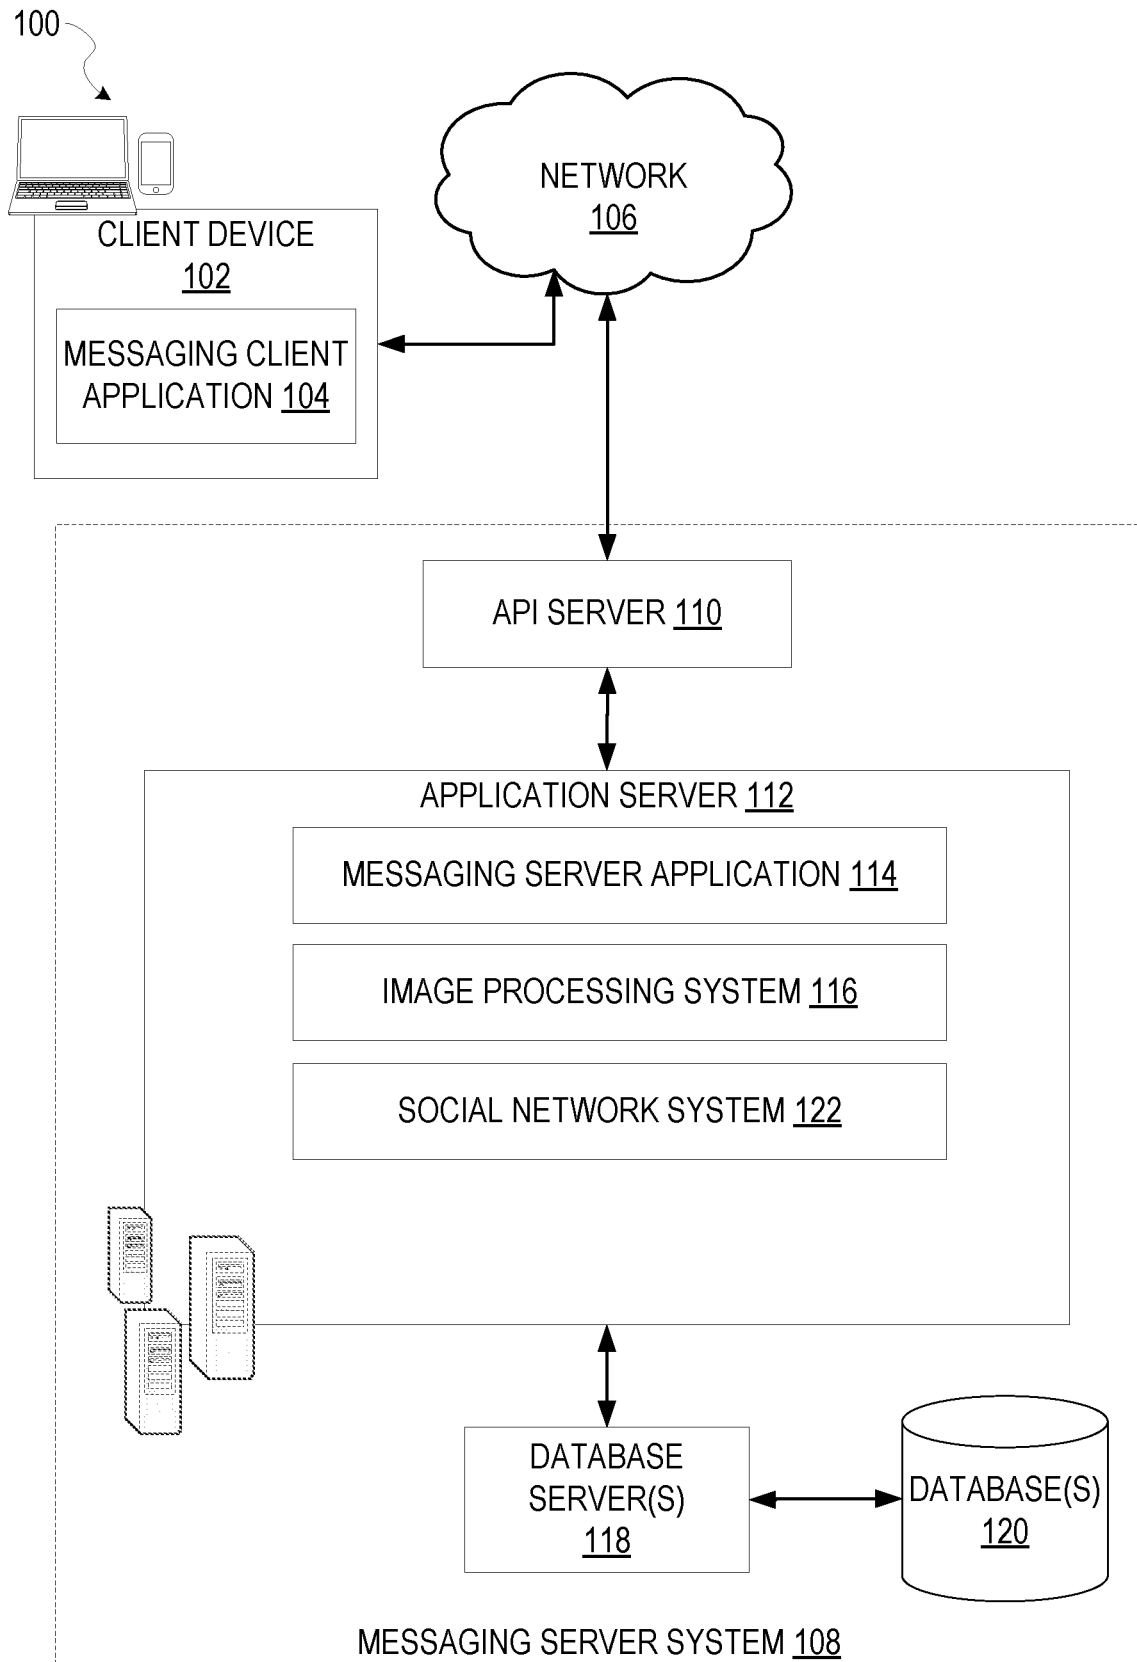 100
NETWORK
106
CLIENT DEVICE
102
MESSAGING CLIENT
APPLICATION 104
API SERVER 110
APPLICATION SERVER 112
MESSAGING SERVER APPLICATION 114
IMAGE PROCESSING SYSTEM 116
SOCIAL NETWORK SYSTEM 122
DATABASE
SERVER(S)
118
DATABASE(S)
120
MESSAGING SERVER SYSTEM 108